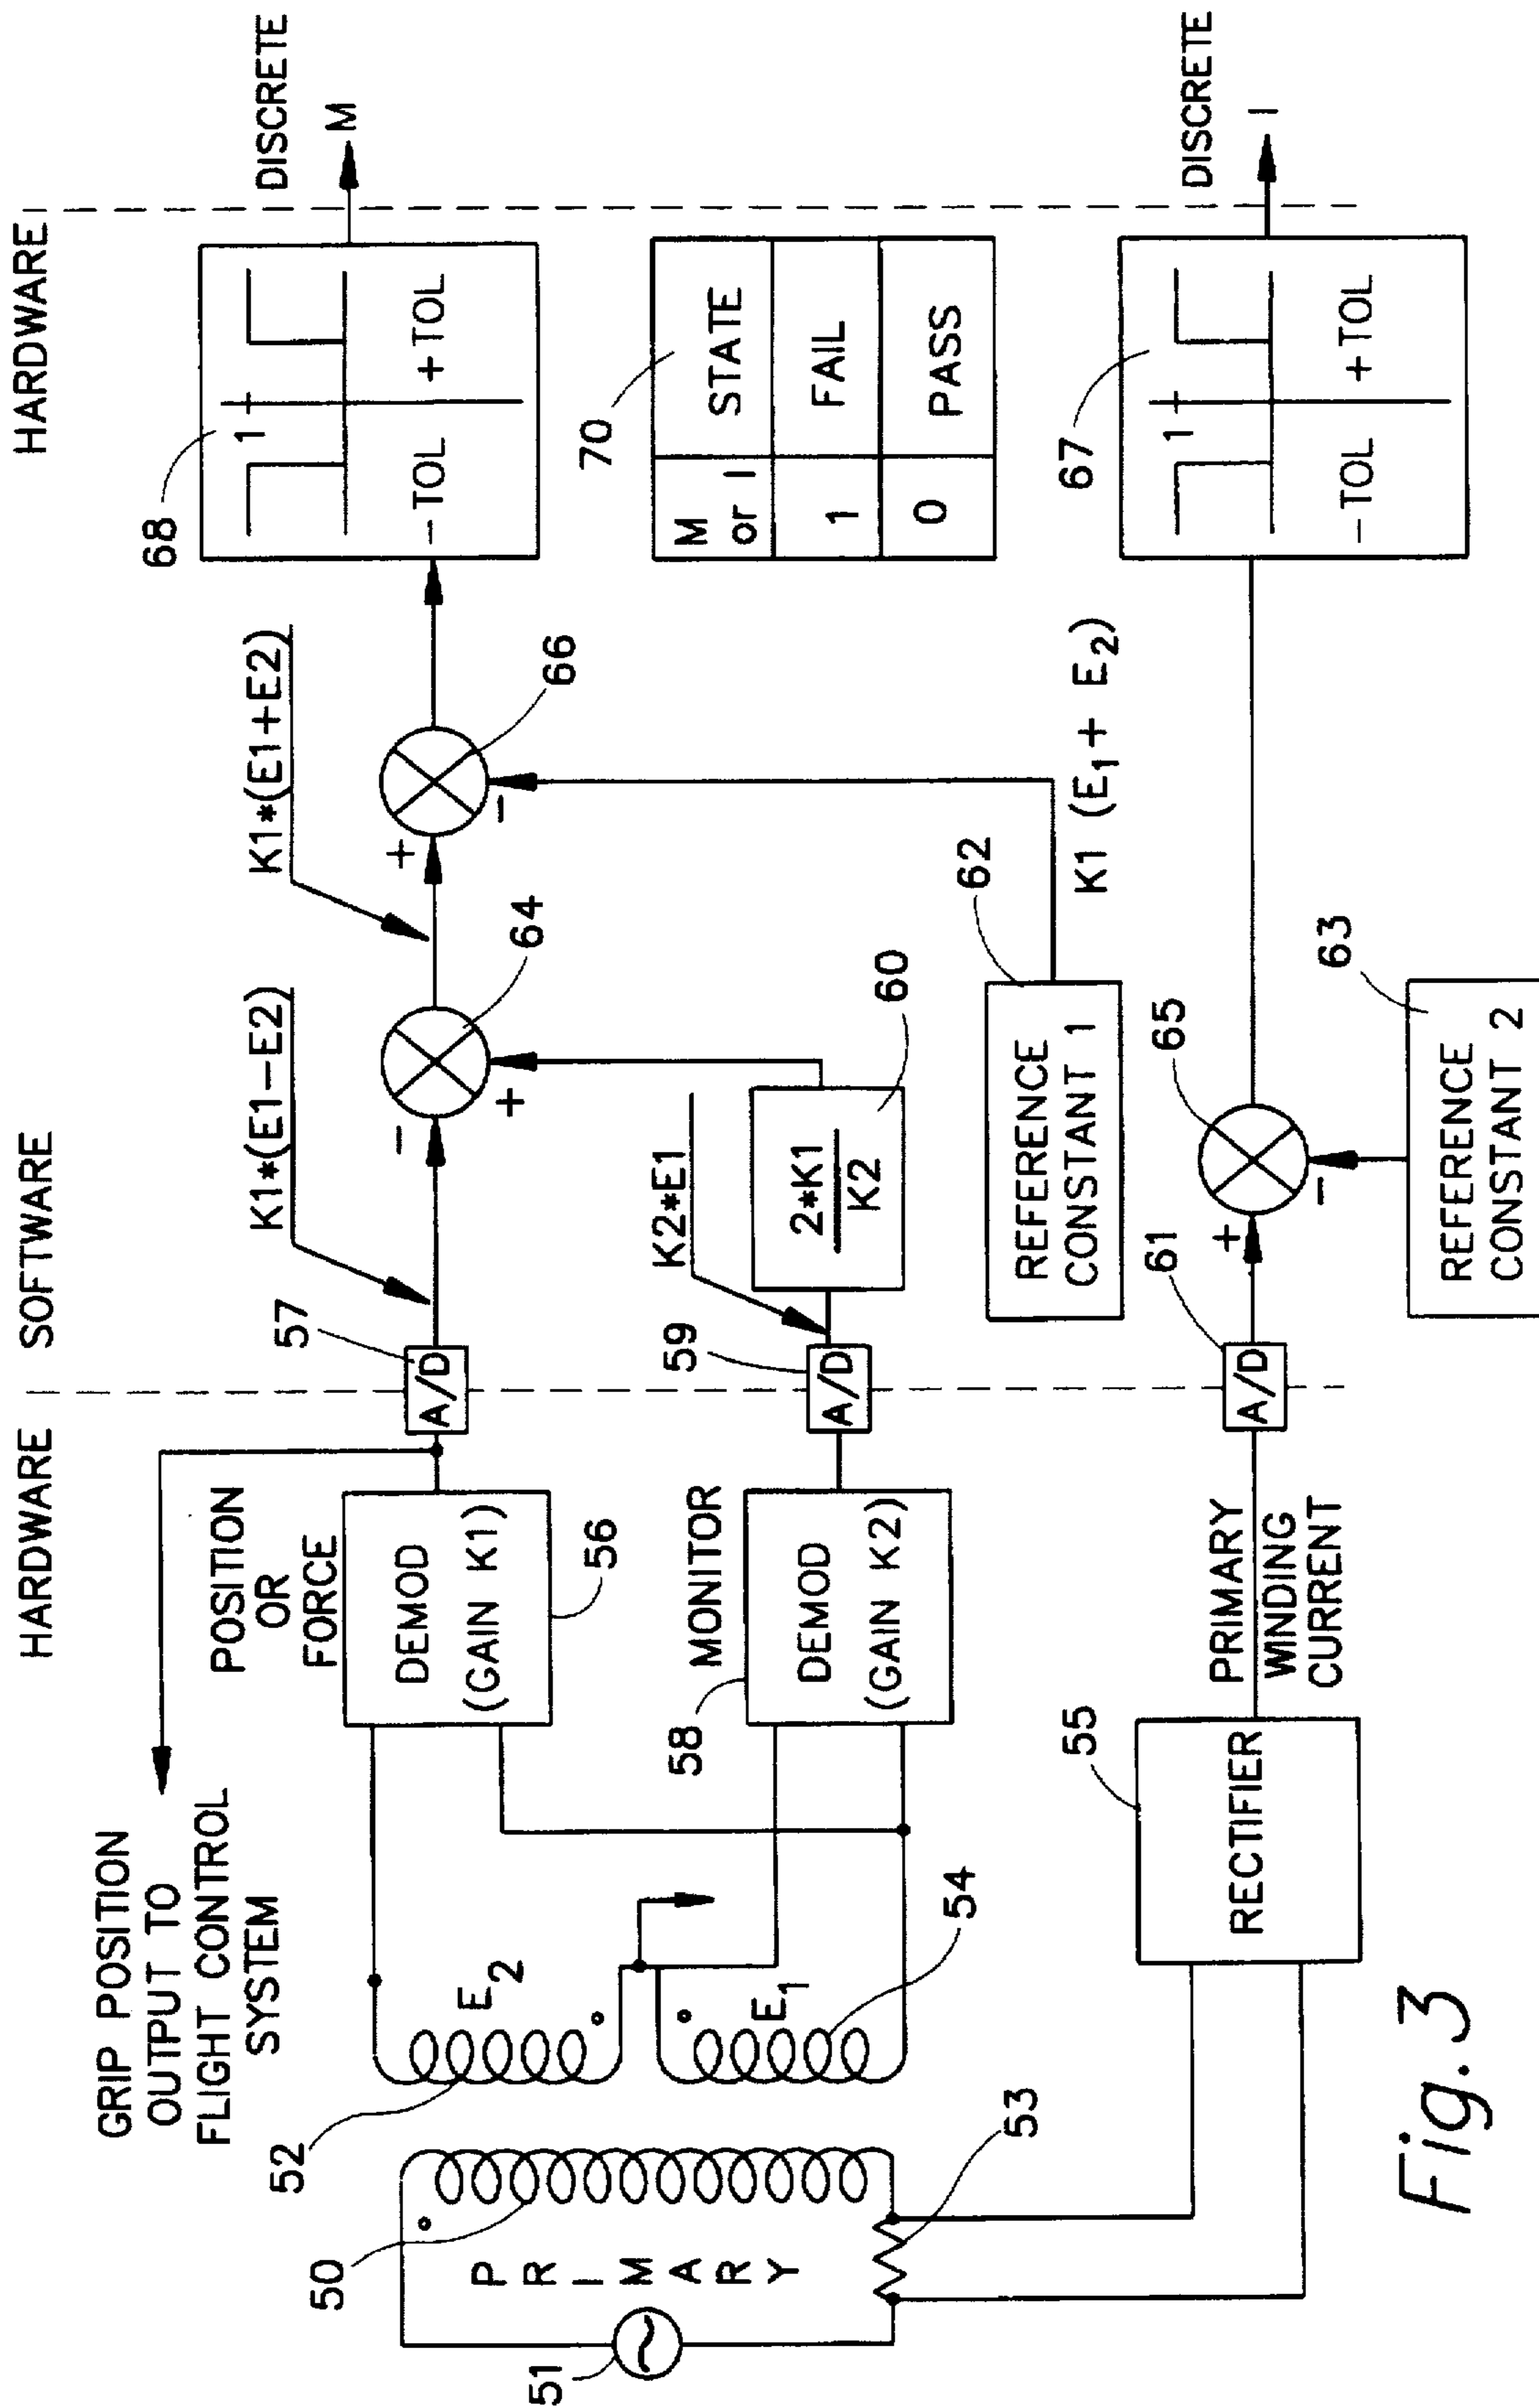 HARDWARE
SOFTWARE
HARDWARE
GRIP POSITION
OUTPUT TO
FLIGHT CONTROL
SYSTEM
POSITION
OR
FORCE
57
K1*(E1−E2)
K1*(E1+E2)
68
DISCRETE
M
1
−TOL
+TOL
52
E2
DEMOD
(GAIN K1)
56
A/D
−
+
64
+
−
66
50
PRIMARY
51
53
E1
54
MONITOR
58
DEMOD
(GAIN K2)
59
A/D
K2*E1
2*K1
K2
60
70
M
or I
STATE
1
FAIL
0
PASS
62
REFERENCE
CONSTANT 1
K1 (E1+ E2)
55
RECTIFIER
PRIMARY
WINDING
CURRENT
61
A/D
+
−
65
63
REFERENCE
CONSTANT 2
67
1
−TOL
+TOL
DISCRETE
I
Fig.3